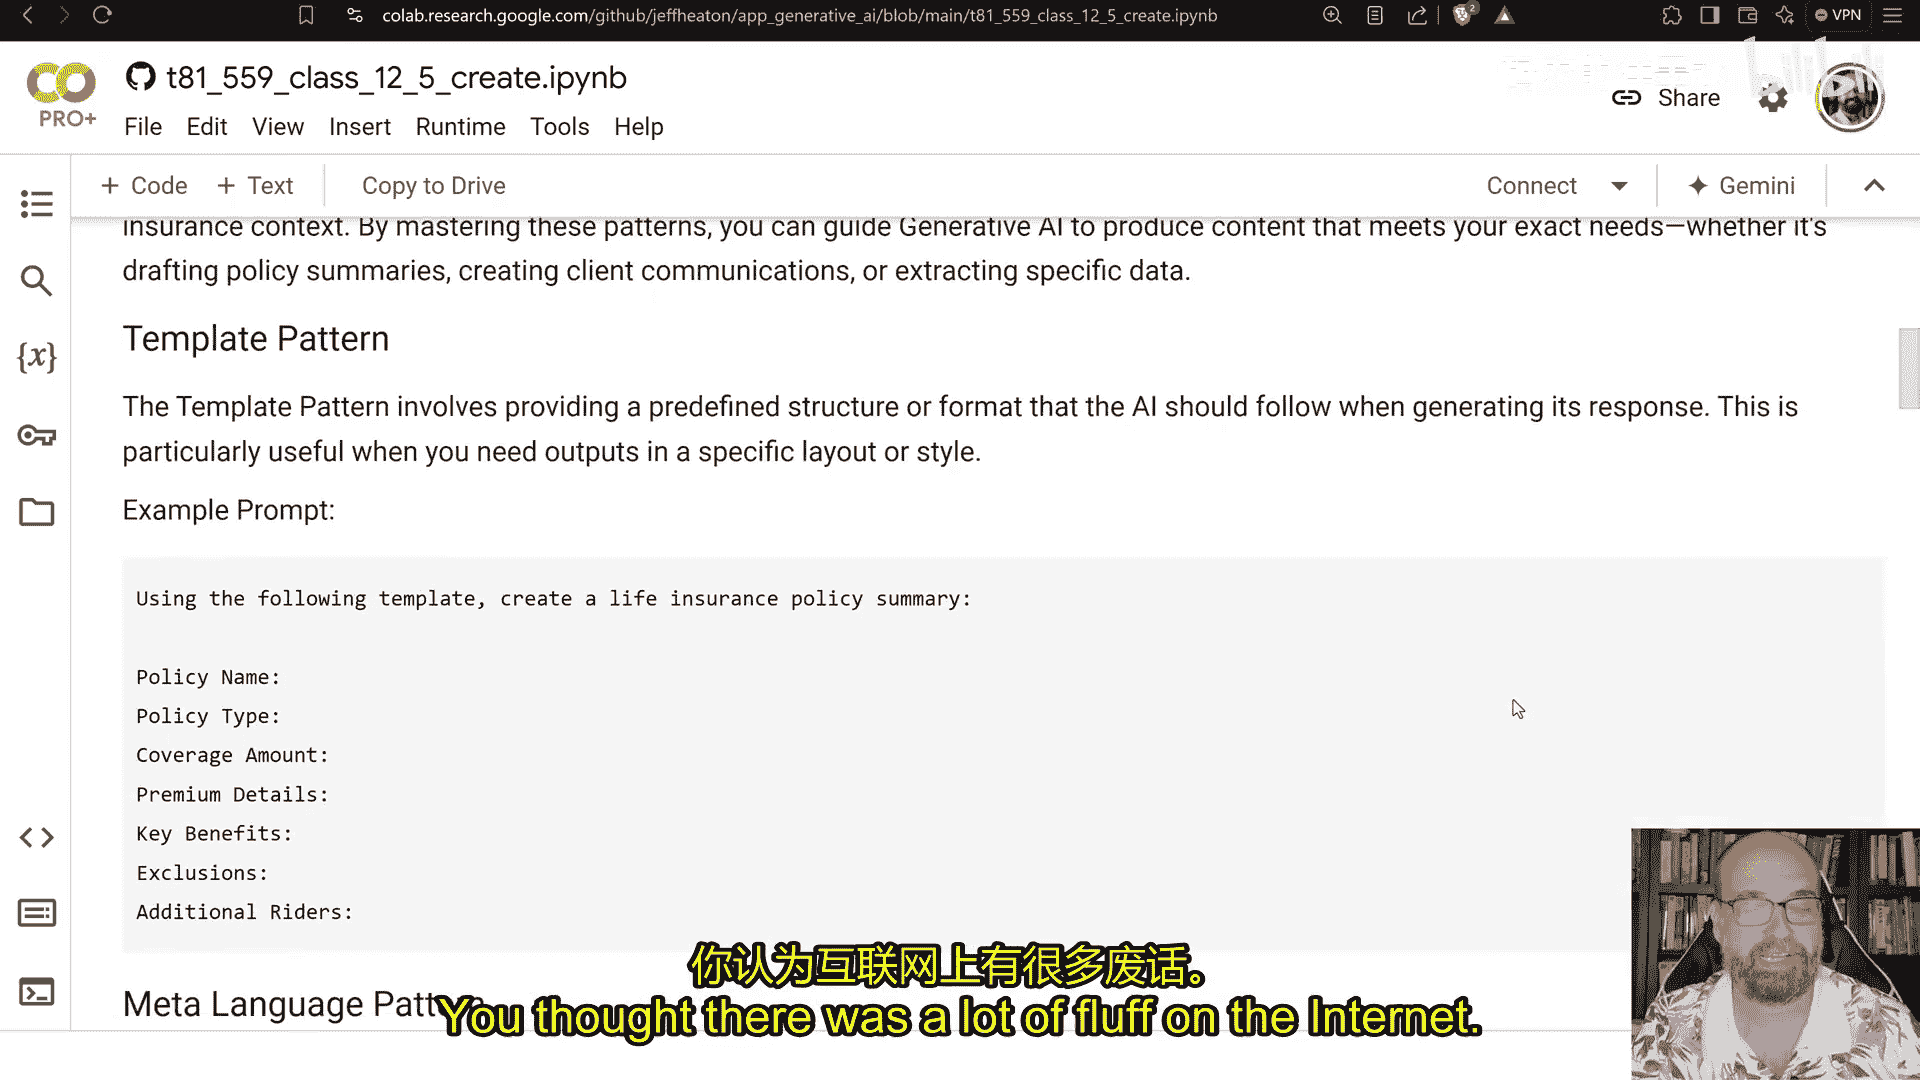 colab.research.google.com/github/jeffheaton/app_generative_ai/blob/main/t81_559_class_12_5_create.ipynb
2
VPN
PRO+
t81_559_class_12_5_create.ipynb
File Edit View Insert Runtime Tools Help
Share
+ Code + Text Copy to Drive
Connect
Gemini
insurance context. By mastering these patterns, you can guide Generative AI to produce content that meets your exact needs—whether it's
drafting policy summaries, creating client communications, or extracting specific data.
Template Pattern
The Template Pattern involves providing a predefined structure or format that the AI should follow when generating its response. This is
particularly useful when you need outputs in a specific layout or style.
Example Prompt:
Using the following template, create a life insurance policy summary:
Policy Name:
Policy Type:
Coverage Amount:
Premium Details:
Key Benefits:
Exclusions:
Additional Riders:
你认为互联网上有很多废话。
Meta Language
You thought there was a lot of fluff on the Internet.